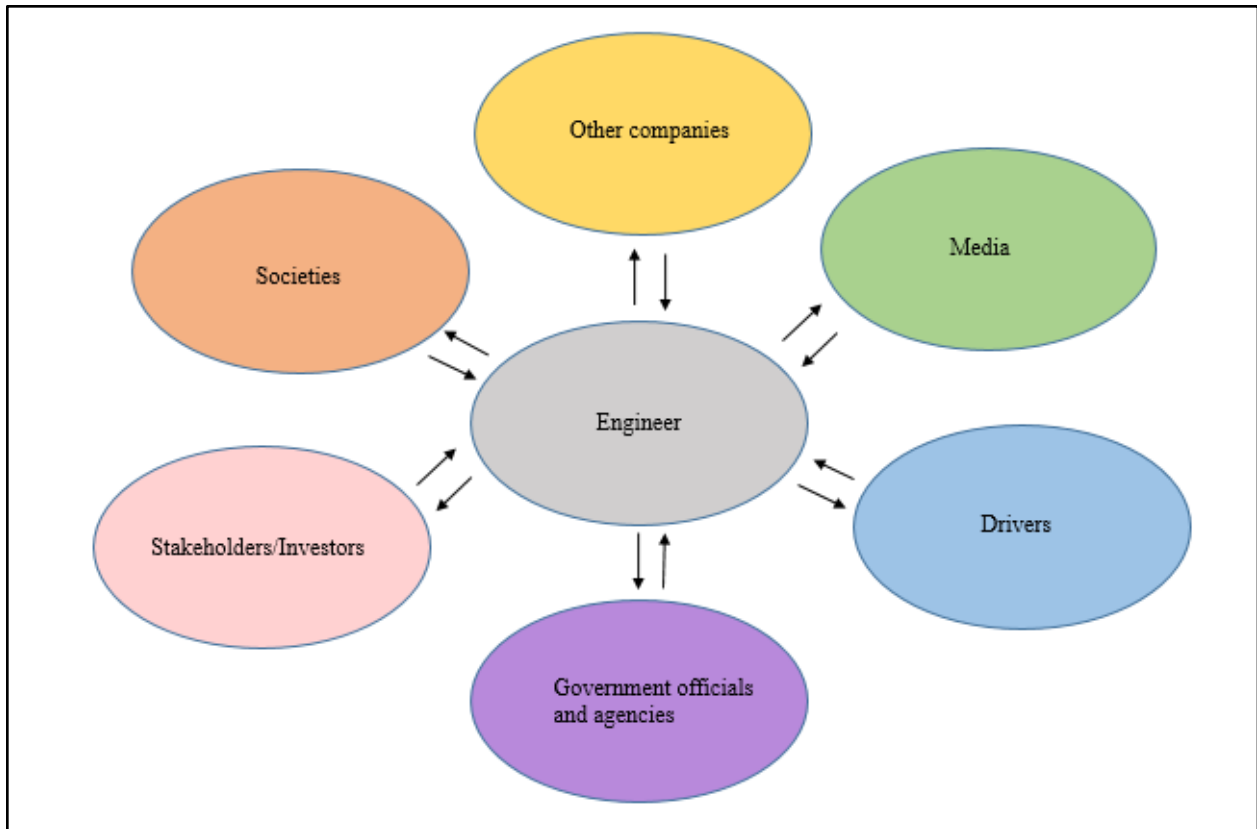 Other companies
Media
Societies
Engineer
Drivers
Stakeholders/Investors
Government officials
and agencies